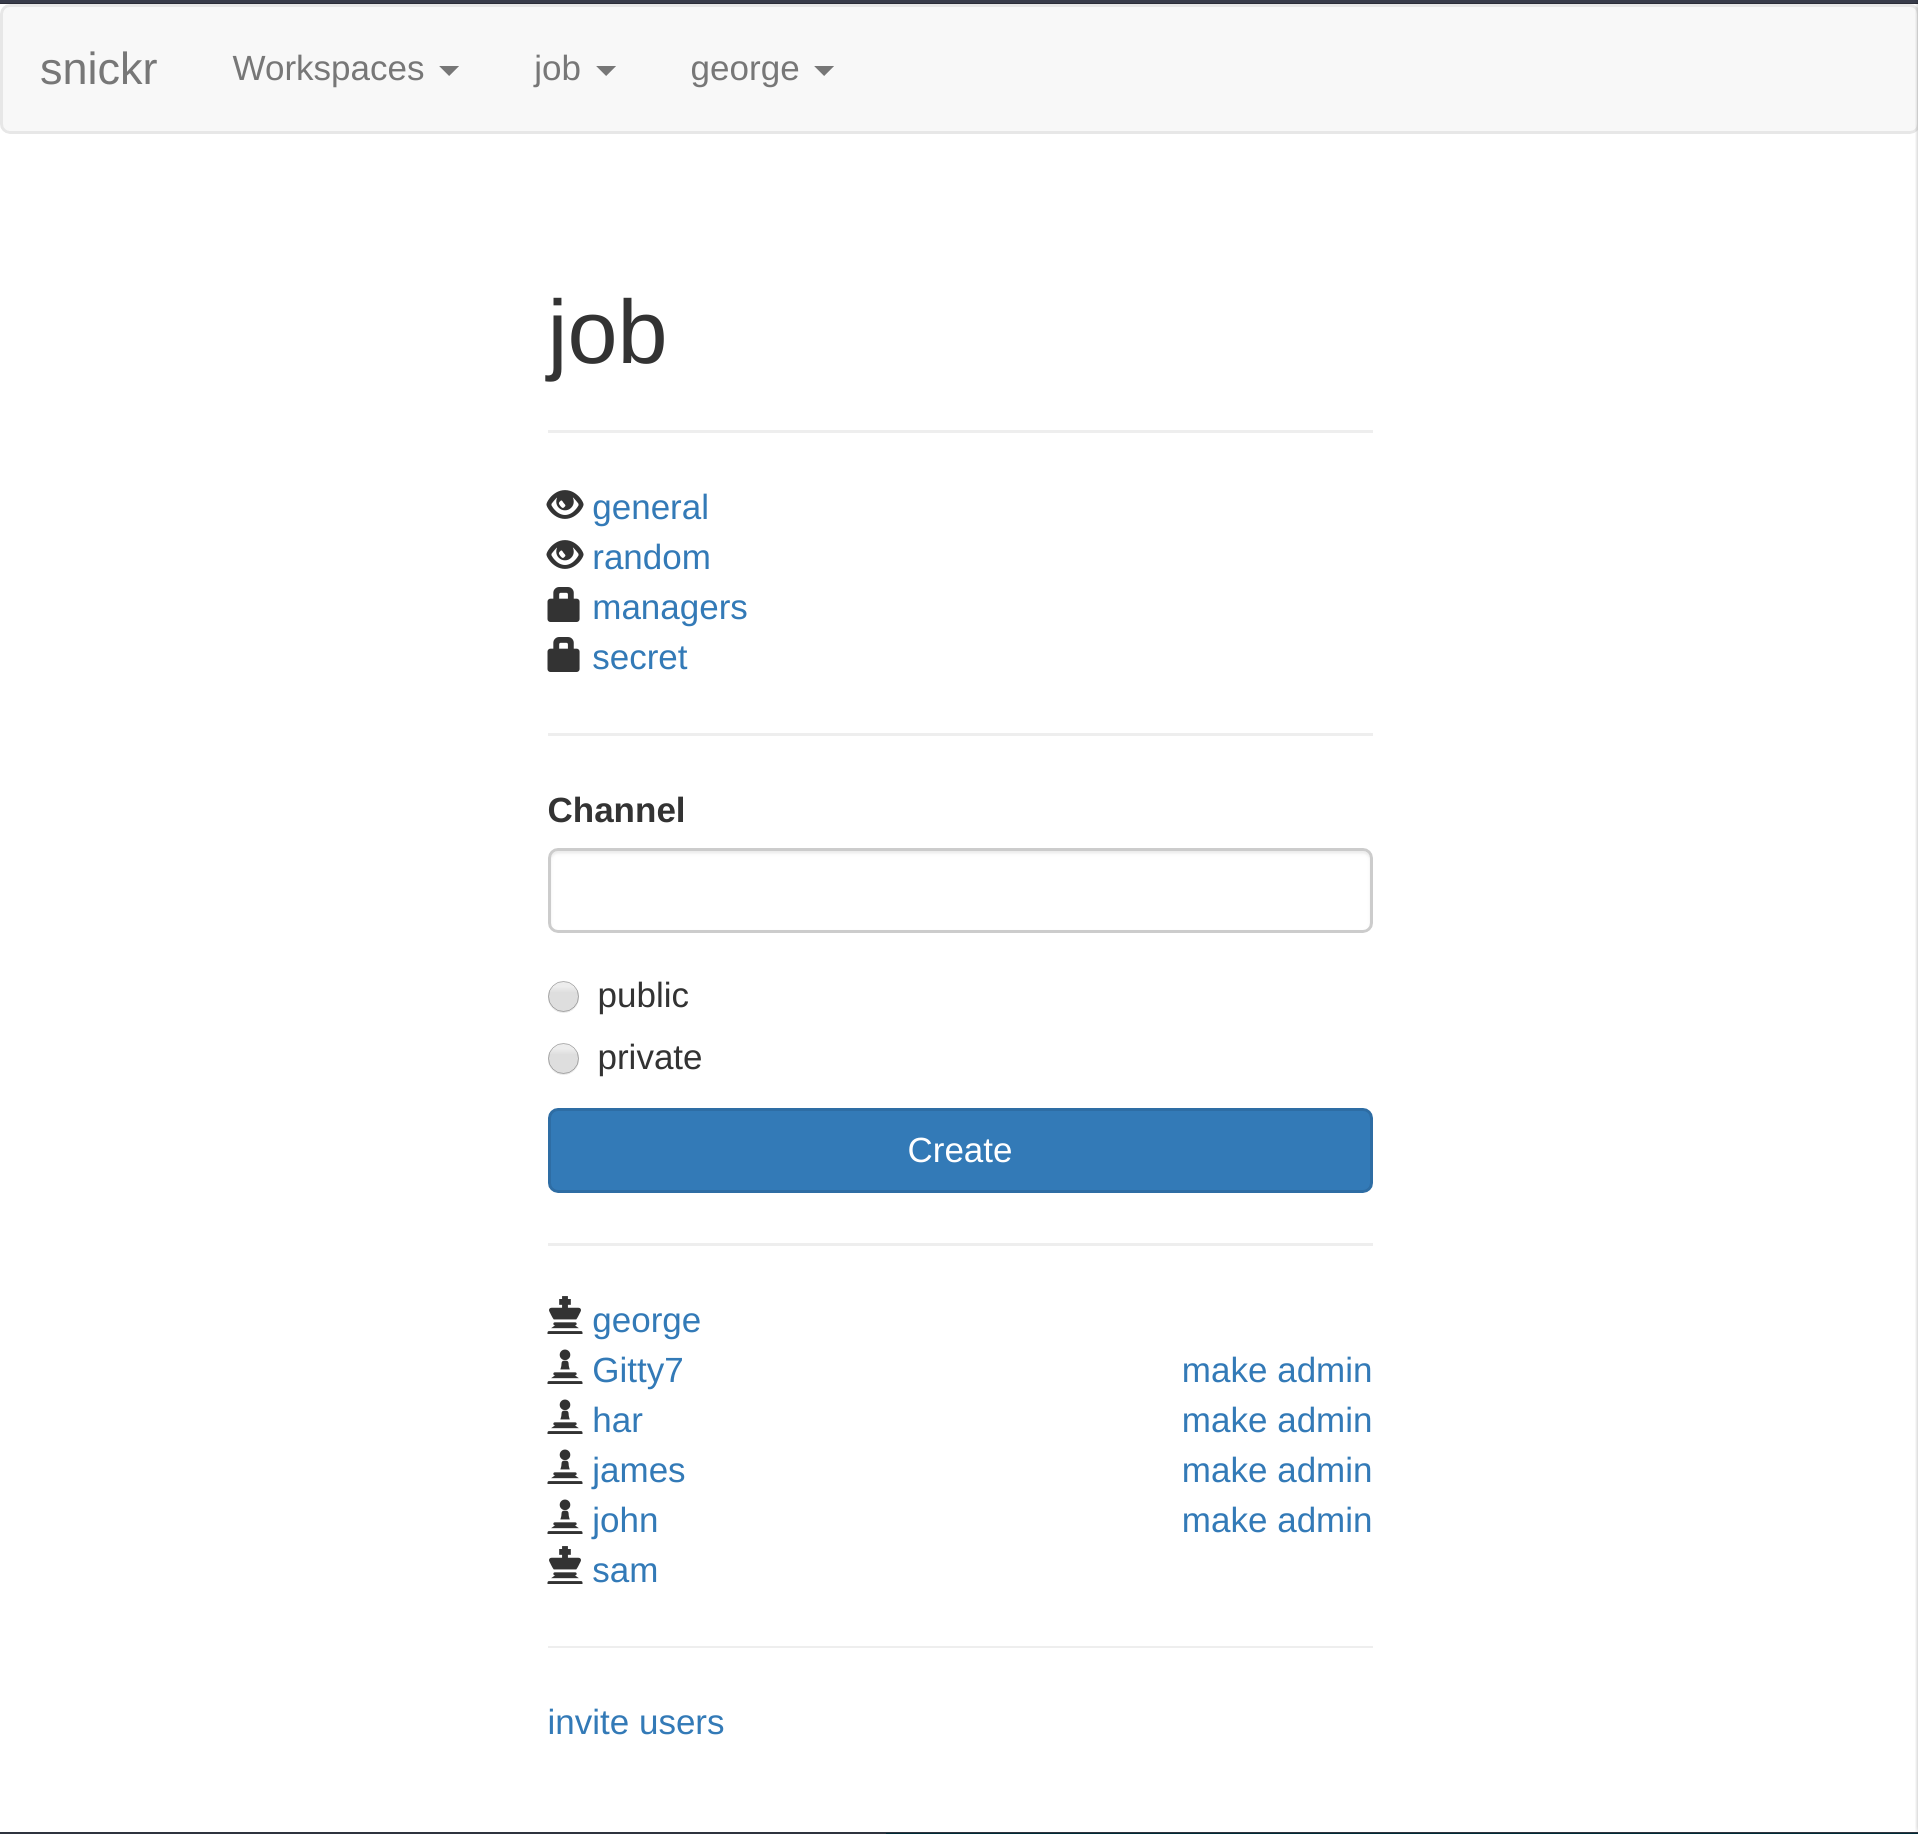 snickr Workspaces job george
job
general
random
managers
secret
Channel
public
private
Create
george
Gitty7 make admin
har make admin
james make admin
john make admin
sam
invite users